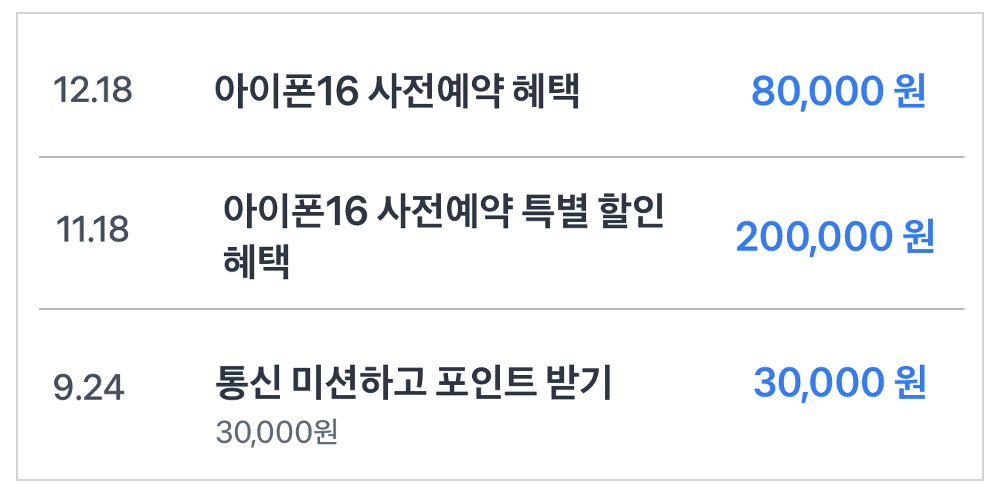 12.18 아이폰16 사전예약 혜택 80,000 원
11.18 아이폰16 사전예약 특별 할인 200,000 원
혜택
9.24 통신 미션하고 포인트 받기 30,000 원
30,000원